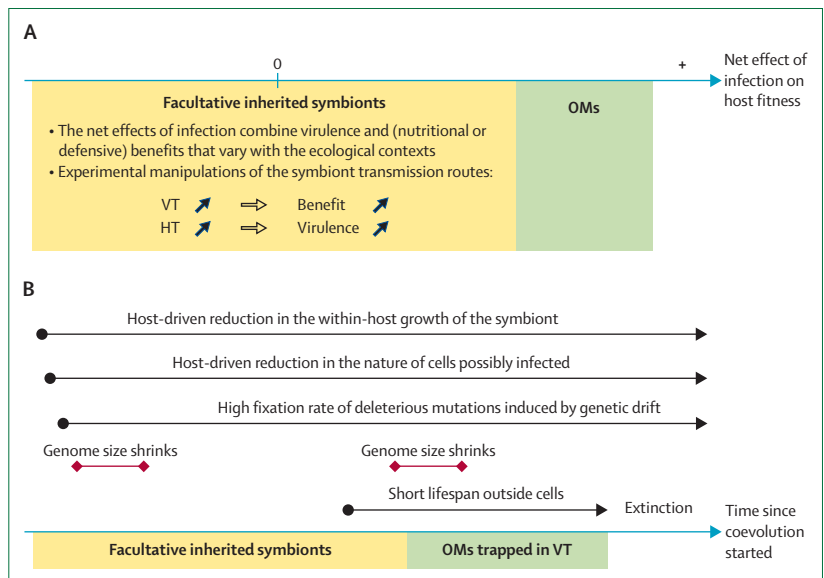 A
0
+
Net effect of
infection on
host fitness
Facultative inherited symbionts
• The net effects of infection combine virulence and (nutritional or
defensive) benefits that vary with the ecological contexts
• Experimental manipulations of the symbiont transmission routes:
VT Benefit
HT Virulence
OMs
B
Host-driven reduction in the within-host growth of the symbiont
Host-driven reduction in the nature of cells possibly infected
High fixation rate of deleterious mutations induced by genetic drift
Genome size shrinks Genome size shrinks
Short lifespan outside cells
Extinction
Time since
coevolution
started
Facultative inherited symbionts
OMs trapped in VT